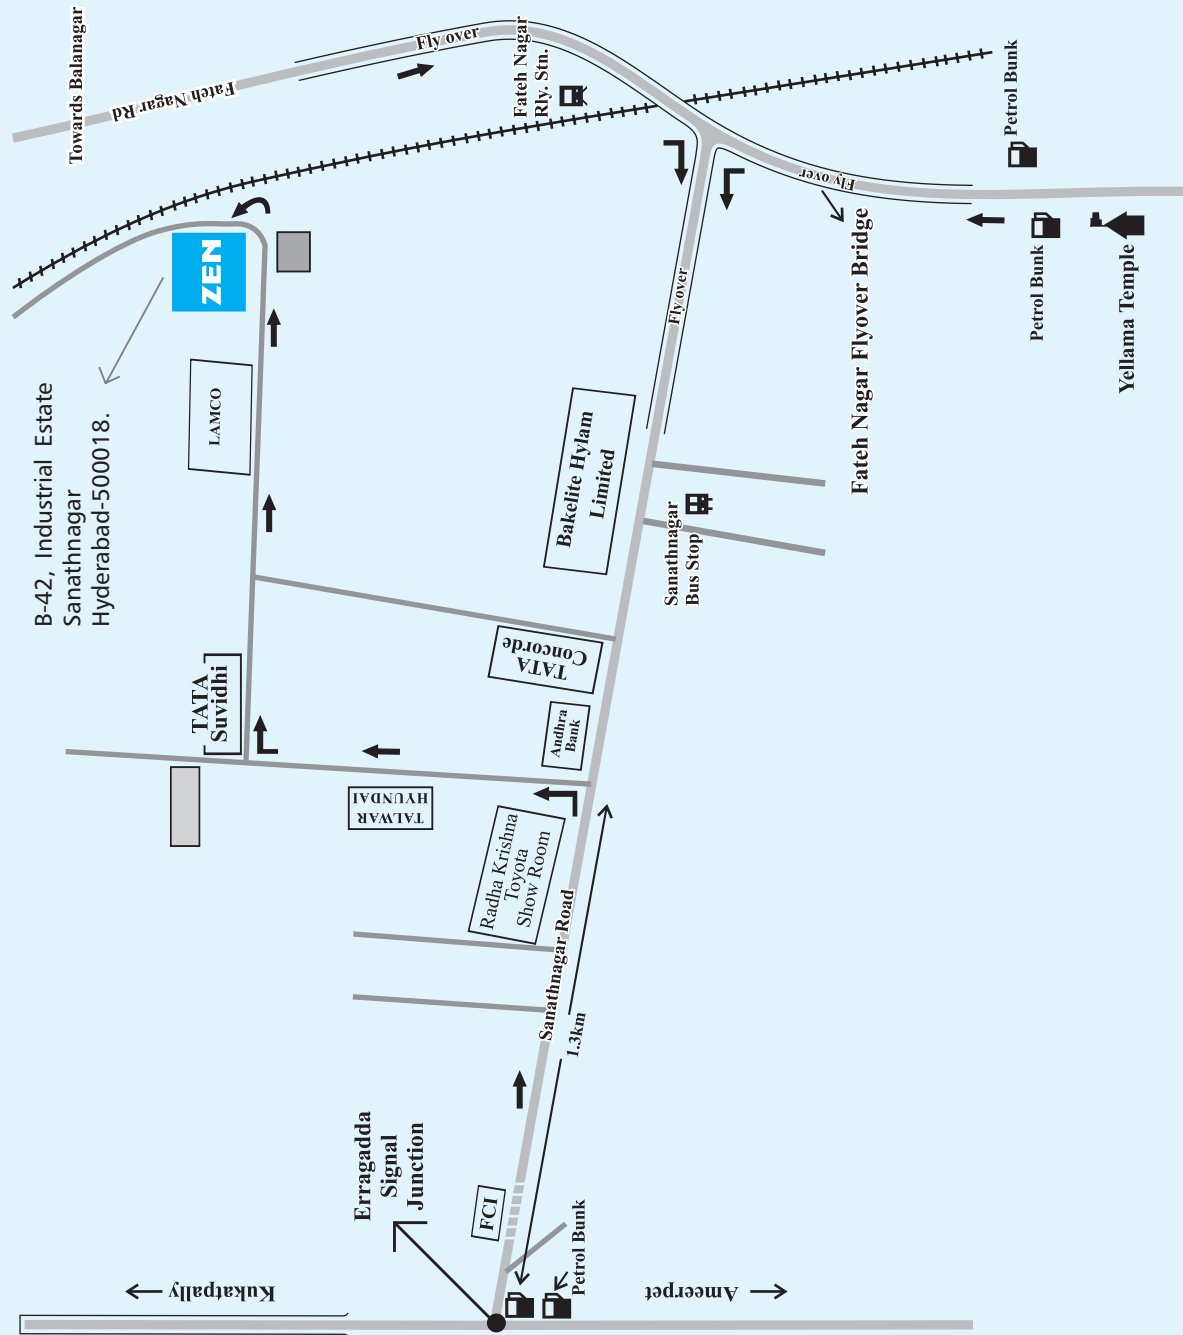 Towards Balanagar
Fateh Nagar Rd
Fly over
Fateh Nagar
Rly. Stn.
Petrol Bunk
ZEN
B-42, Industrial Estate
Sanathnagar
Hyderabad-500018.
LAMCO
Fly over
Fly over
Fateh Nagar Flyover Bridge
Petrol Bunk
Yellama Temple
Bakelite Hylam
Limited
Sanathnagar
Bus Stop
TATA
Suvidhi
TATA
Concorde
Andhra
Bank
TALWAR
HYUNDAI
Radha Krishna
Toyota
Show Room
Sanathnagar Road
1.3km
Erragadda
Signal
Junction
FCI
Petrol Bunk
Kukatpally
Ameerpet